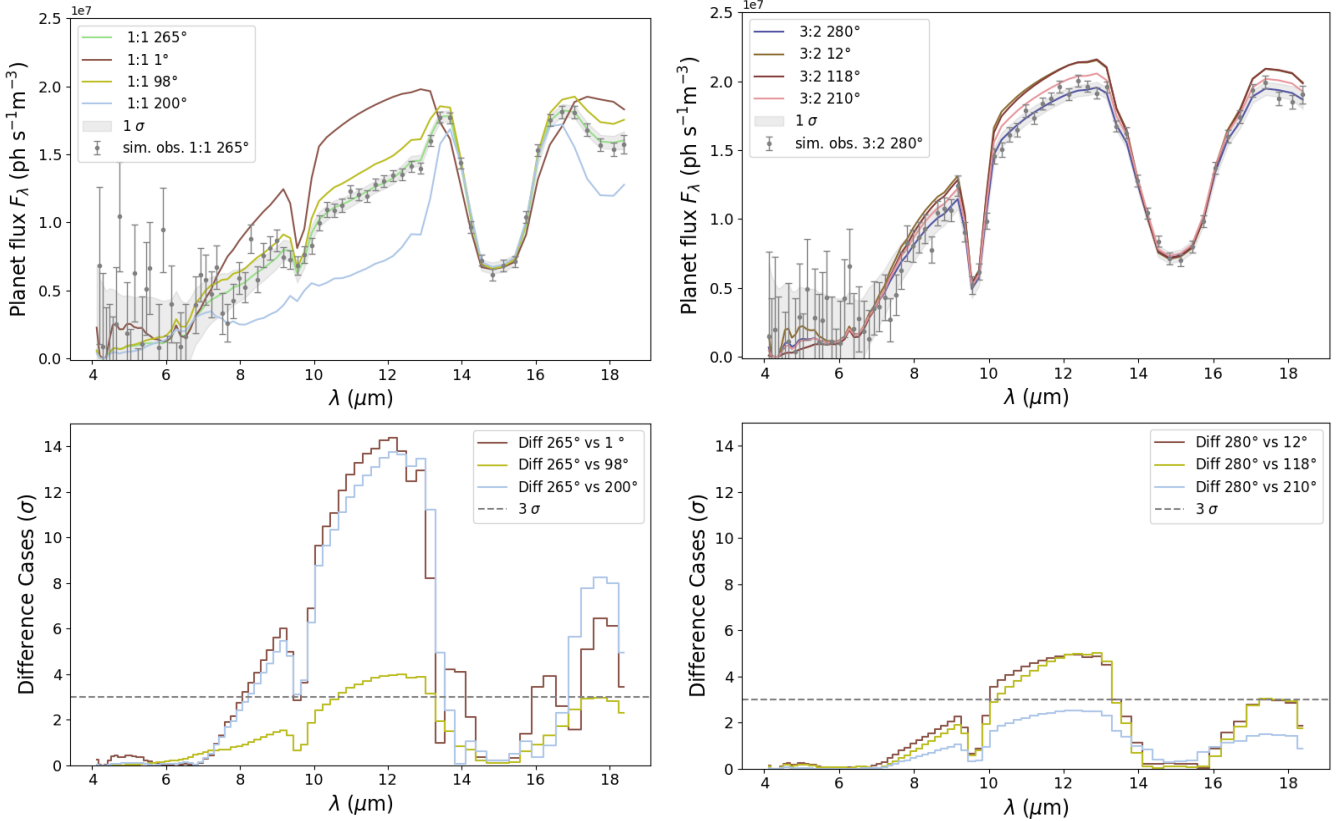 1e7
2.5
2.0
1.5
1.0
0.5
0.0
Planet flux Fλ (ph s⁻¹m⁻³)
1:1 265°
1:1 1°
1:1 98°
1:1 200°
1 σ
sim. obs. 1:1 265°
4 6 8 10 12 14 16 18
λ (μm)
1e7
2.5
2.0
1.5
1.0
0.5
0.0
Planet flux Fλ (ph s⁻¹m⁻³)
3:2 280°
3:2 12°
3:2 118°
3:2 210°
1 σ
sim. obs. 3:2 280°
4 6 8 10 12 14 16 18
λ (μm)
14
12
10
8
6
4
2
0
Difference Cases (σ)
Diff 265° vs 1 °
Diff 265° vs 98°
Diff 265° vs 200°
3 σ
4 6 8 10 12 14 16 18
λ (μm)
14
12
10
8
6
4
2
0
Difference Cases (σ)
Diff 280° vs 12°
Diff 280° vs 118°
Diff 280° vs 210°
3 σ
4 6 8 10 12 14 16 18
λ (μm)